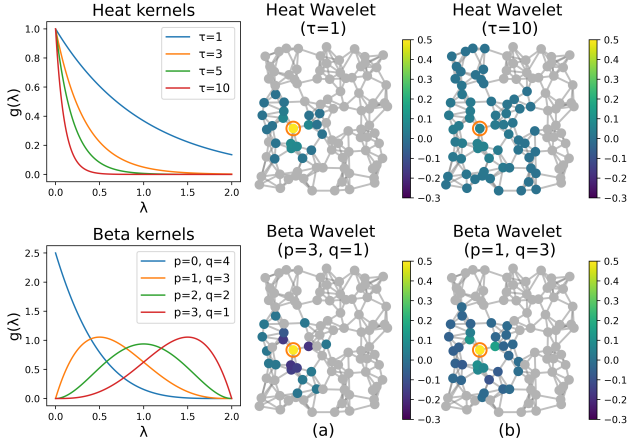 Heat kernels
1.0
0.8
0.6
0.4
0.2
0.0
g(λ)
τ=1
τ=3
τ=5
τ=10
0.0 0.5 1.0 1.5 2.0
λ
Heat Wavelet
(τ=1)
0.5
0.4
0.3
0.2
0.1
0.0
−0.1
−0.2
−0.3
Heat Wavelet
(τ=10)
0.5
0.4
0.3
0.2
0.1
0.0
−0.1
−0.2
−0.3
Beta kernels
2.5
2.0
1.5
1.0
0.5
0.0
g(λ)
p=0, q=4
p=1, q=3
p=2, q=2
p=3, q=1
0.0 0.5 1.0 1.5 2.0
λ
Beta Wavelet
(p=3, q=1)
0.5
0.4
0.3
0.2
0.1
0.0
−0.1
−0.2
−0.3
(a)
Beta Wavelet
(p=1, q=3)
0.5
0.4
0.3
0.2
0.1
0.0
−0.1
−0.2
−0.3
(b)